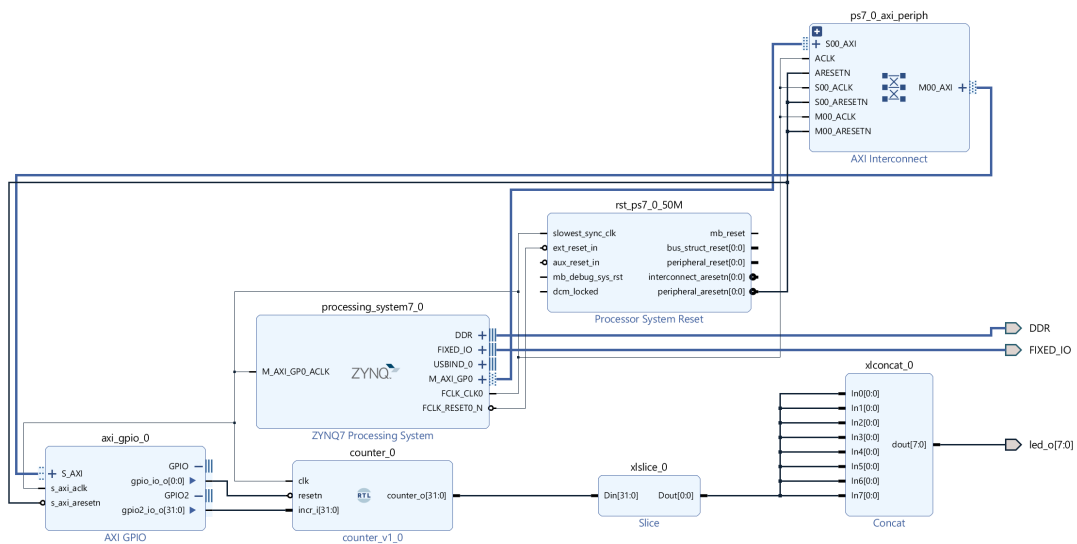 ps7_0_axi_periph
S00_AXI
ACLK
ARESETN
S00_ACLK
S00_ARESETN
M00_ACLK
M00_ARESETN
M00_AXI
AXI Interconnect
rst_ps7_0_50M
slowest_sync_clk
ext_reset_in
aux_reset_in
mb_debug_sys_rst
dcm_locked
mb_reset
bus_struct_reset[0:0]
peripheral_reset[0:0]
interconnect_aresetn[0:0]
peripheral_aresetn[0:0]
Processor System Reset
processing_system7_0
M_AXI_GP0_ACLK
ZYNQ
DDR
FIXED_IO
USBIND_0
M_AXI_GP0
FCLK_CLK0
FCLK_RESET0_N
ZYNQ7 Processing System
DDR
FIXED_IO
axi_gpio_0
S_AXI
s_axi_aclk
s_axi_aresetn
GPIO
gpio_io_o[0:0]
GPIO2
gpio2_io_o[31:0]
AXI GPIO
counter_0
clk
resetn
incr_i[31:0]
RTL
counter_o[31:0]
counter_v1_0
xlslice_0
Din[31:0]
Dout[0:0]
Slice
xlconcat_0
In0[0:0]
In1[0:0]
In2[0:0]
In3[0:0]
In4[0:0]
In5[0:0]
In6[0:0]
In7[0:0]
dout[7:0]
Concat
led_o[7:0]